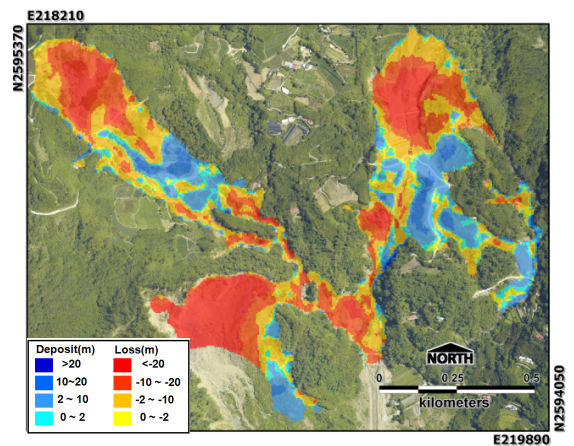 E218210
N2595370
NORTH
0 0.25 0.5
kilometers
Deposit(m) Loss(m)
>20 <-20
10~20 -10 ~ -20
2 ~ 10 -2 ~ -10
0 ~ 2 0 ~ -2
N2594050
E219890